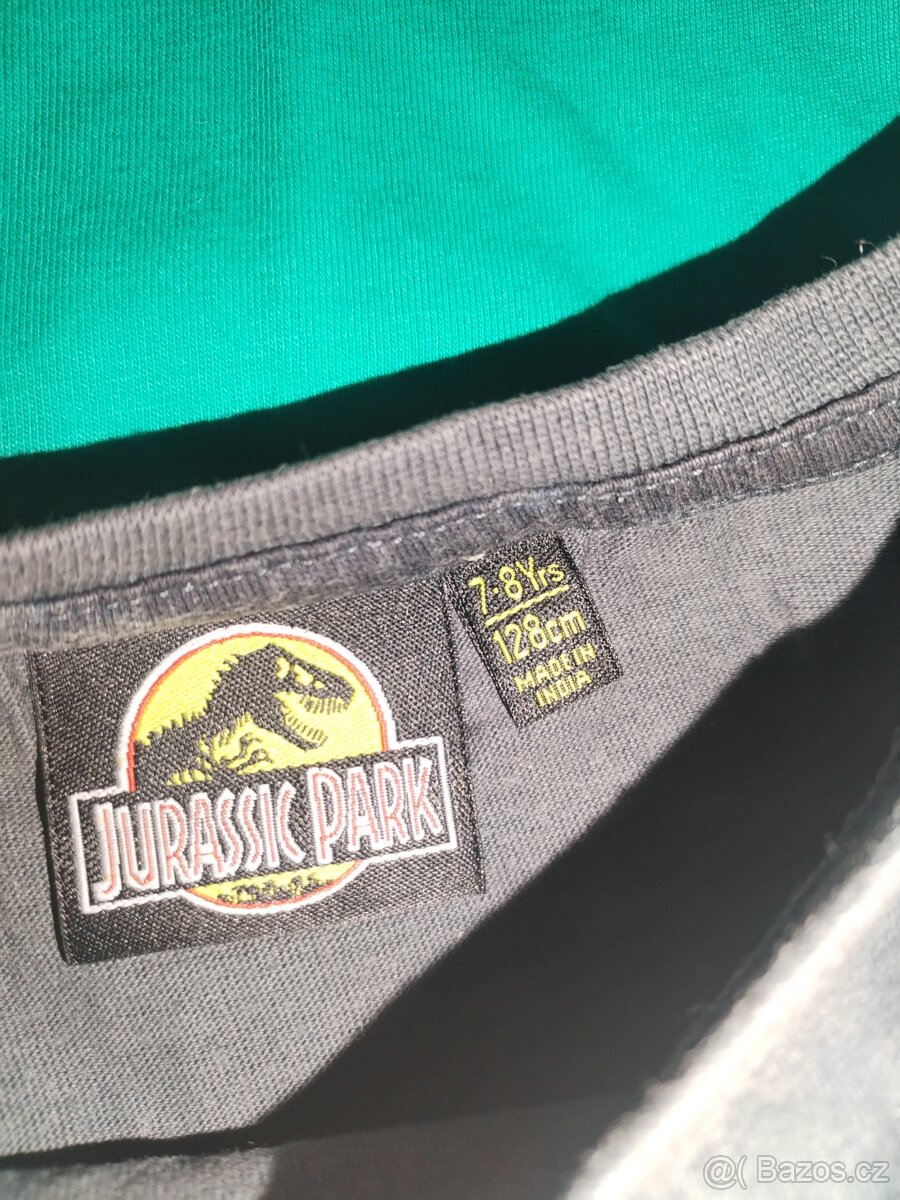 7-8Yrs
128cm
MADE IN
INDIA
JURASSIC PARK
@( Bazos.cz